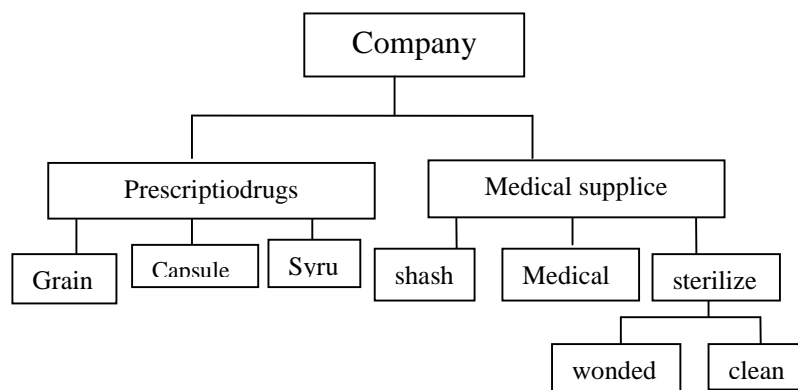 Company
Prescriptiodrugs
Medical supplice
Grain
Capsule
Syru
shash
Medical
sterilize
wonded
clean